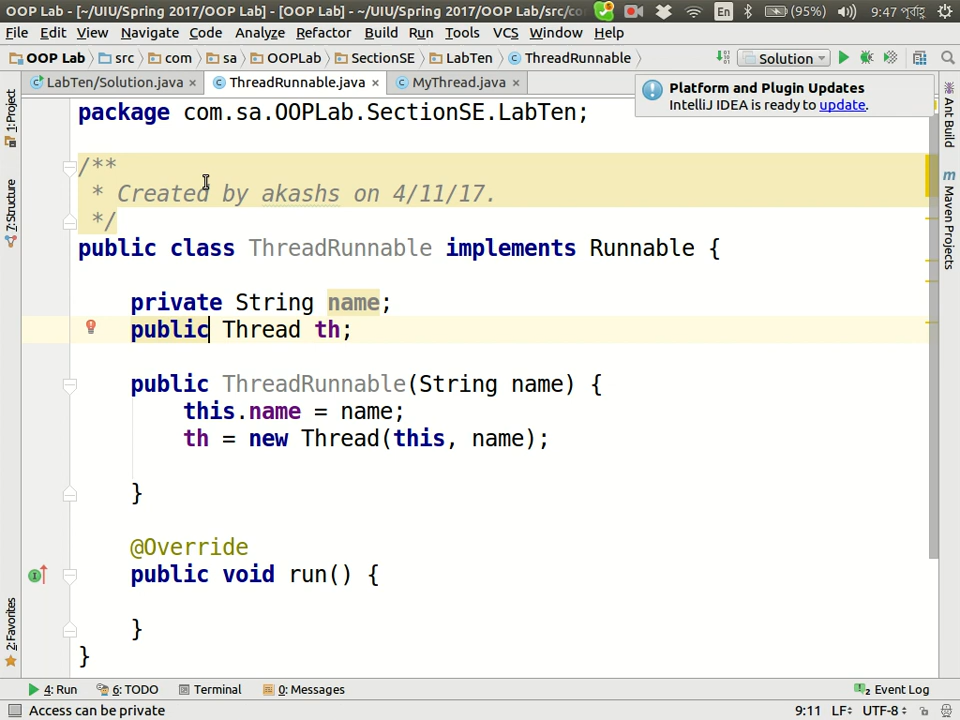 OOP Lab - [~/UIU/Spring 2017/OOP Lab] - [OOP Lab] - ~/UIU/Spring 2017/OOP Lab/src/co
En (95%) 9:47 পূর্বাহ্ণ
File Edit View Navigate Code Analyze Refactor Build Run Tools VCS Window Help
OOP Lab src com sa OOPLab SectionSE LabTen ThreadRunnable Solution
LabTen/Solution.java × ThreadRunnable.java × MyThread.java ×
Platform and Plugin Updates
IntelliJ IDEA is ready to update.
1: Project
7: Structure
2: Favorites
Ant Build
Maven Projects
package com.sa.OOPLab.SectionSE.LabTen;
/**
* Created by akashs on 4/11/17.
*/
public class ThreadRunnable implements Runnable {
private String name;
public Thread th;
public ThreadRunnable(String name) {
this.name = name;
th = new Thread(this, name);
}
@Override
public void run() {
}
}
4: Run 6: TODO Terminal 0: Messages 2 Event Log
Access can be private 9:11 LF÷ UTF-8÷